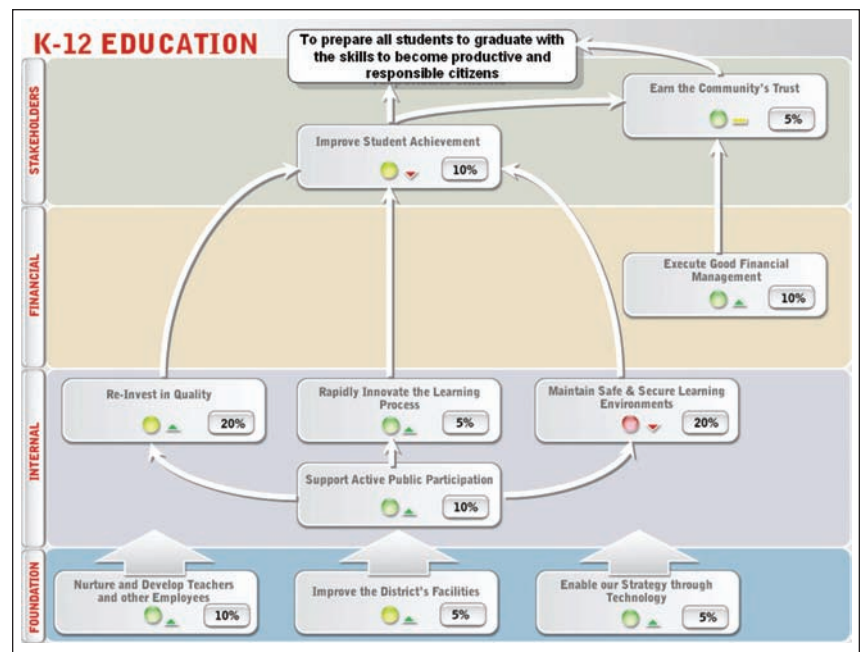 K-12 EDUCATION
To prepare all students to graduate with
the skills to become productive and
responsible citizens
STAKEHOLDERS
Earn the Community's Trust
5%
Improve Student Achievement
10%
FINANCIAL
Execute Good Financial
Management
10%
INTERNAL
Re-Invest in Quality
20%
Rapidly Innovate the Learning
Process
5%
Maintain Safe & Secure Learning
Environments
20%
Support Active Public Participation
10%
FOUNDATION
Nurture and Develop Teachers
and other Employees
10%
Improve the District's Facilities
5%
Enable our Strategy through
Technology
5%